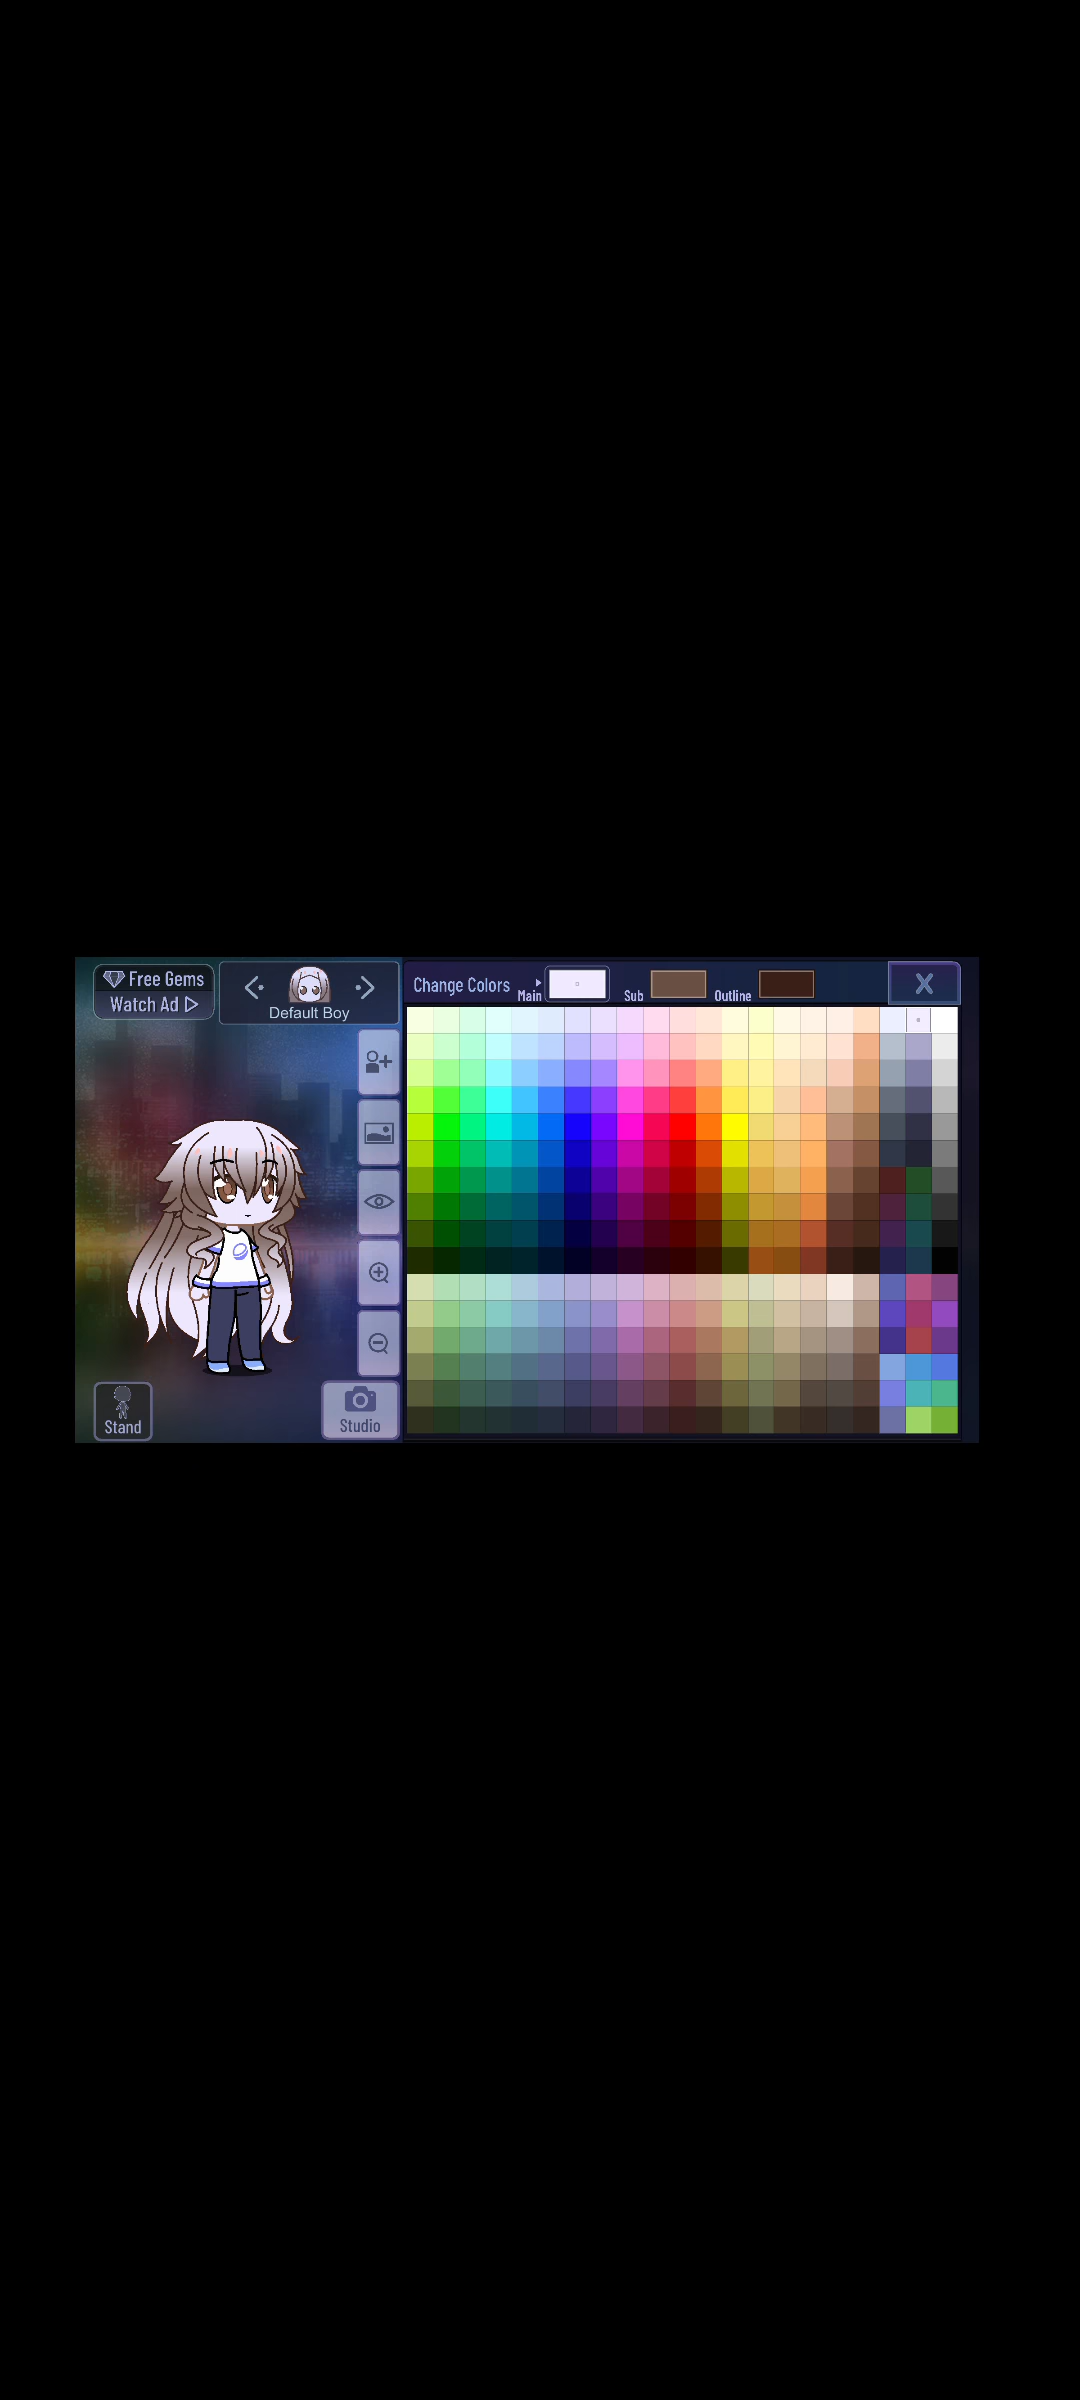 Free Gems
Watch Ad
Default Boy
Change Colors
Main
Sub
Outline
X
Stand
Studio